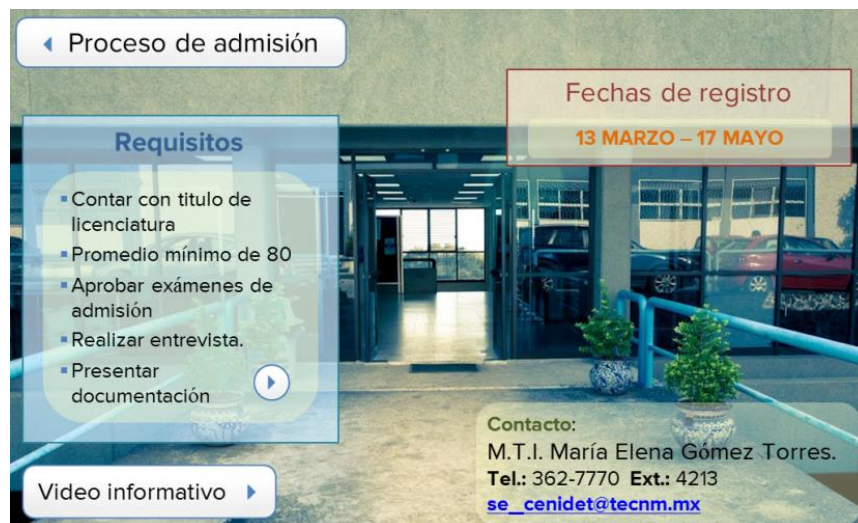 Proceso de admisión
Fechas de registro
13 MARZO – 17 MAYO
Requisitos
Contar con titulo de
licenciatura
Promedio mínimo de 80
Aprobar exámenes de
admisión
Realizar entrevista.
Presentar
documentación
Contacto:
M.T.I. María Elena Gómez Torres.
Tel.: 362-7770 Ext.: 4213
se_cenidet@tecnm.mx
Video informativo